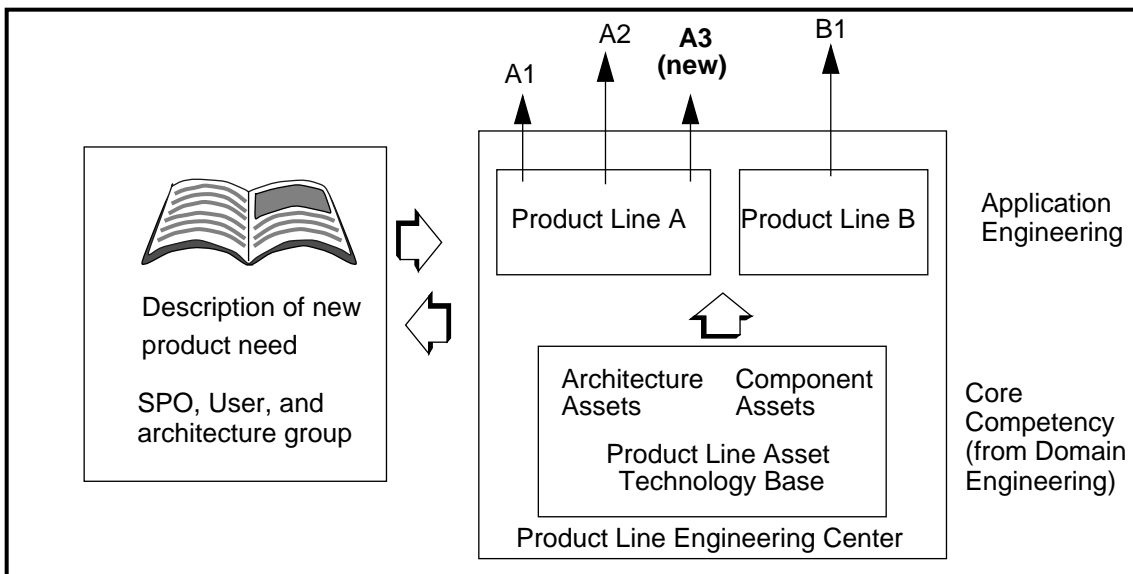 A1
A2
A3
(new)
B1
Description of new
product need
SPO, User, and
architecture group
Product Line A
Product Line B
Application
Engineering
Architecture
Assets
Component
Assets
Product Line Asset
Technology Base
Product Line Engineering Center
Core
Competency
(from Domain
Engineering)